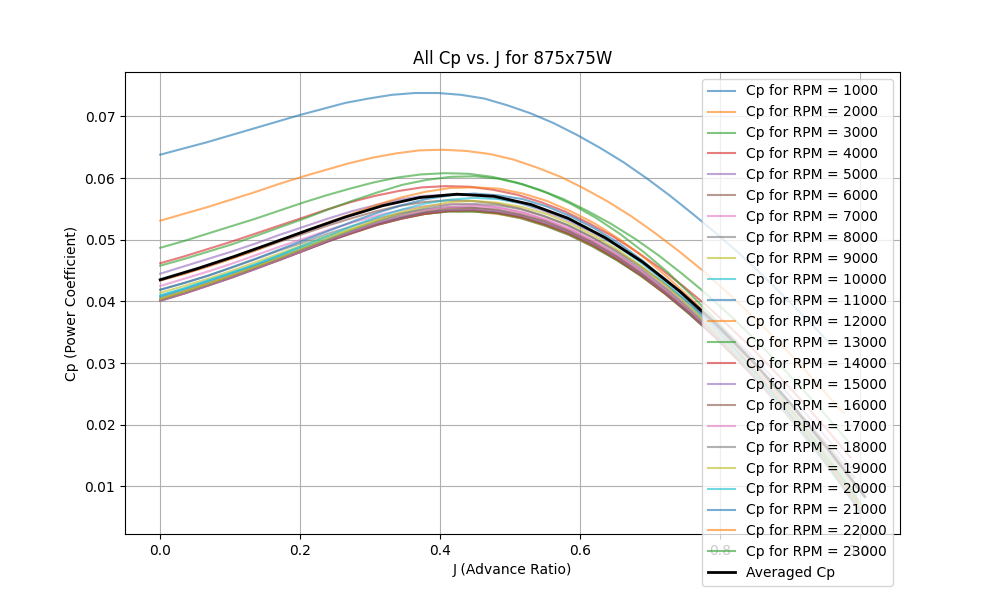 All Cp vs. J for 875x75W
Cp (Power Coefficient)
0.07
0.06
0.05
0.04
0.03
0.02
0.01
0.0
0.2
0.4
0.6
0.8
J (Advance Ratio)
Cp for RPM = 1000
Cp for RPM = 2000
Cp for RPM = 3000
Cp for RPM = 4000
Cp for RPM = 5000
Cp for RPM = 6000
Cp for RPM = 7000
Cp for RPM = 8000
Cp for RPM = 9000
Cp for RPM = 10000
Cp for RPM = 11000
Cp for RPM = 12000
Cp for RPM = 13000
Cp for RPM = 14000
Cp for RPM = 15000
Cp for RPM = 16000
Cp for RPM = 17000
Cp for RPM = 18000
Cp for RPM = 19000
Cp for RPM = 20000
Cp for RPM = 21000
Cp for RPM = 22000
Cp for RPM = 23000
Averaged Cp